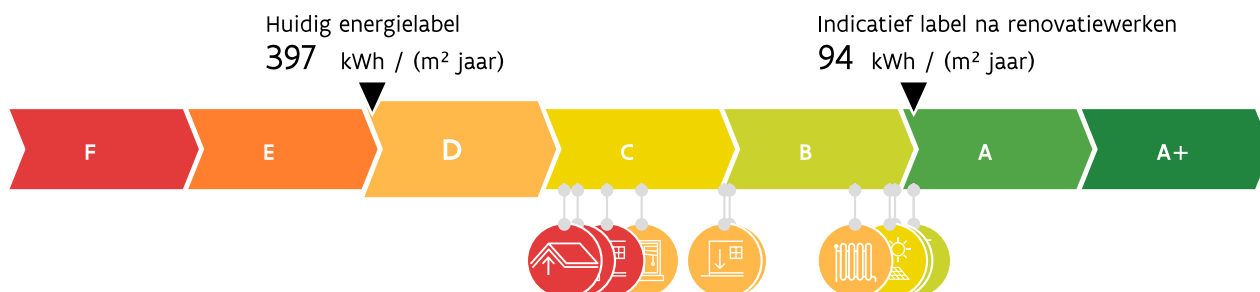 Huidig energielabel
397 kWh / (m² jaar)
Indicatief label na renovatiewerken
94 kWh / (m² jaar)
F E D C B A A+